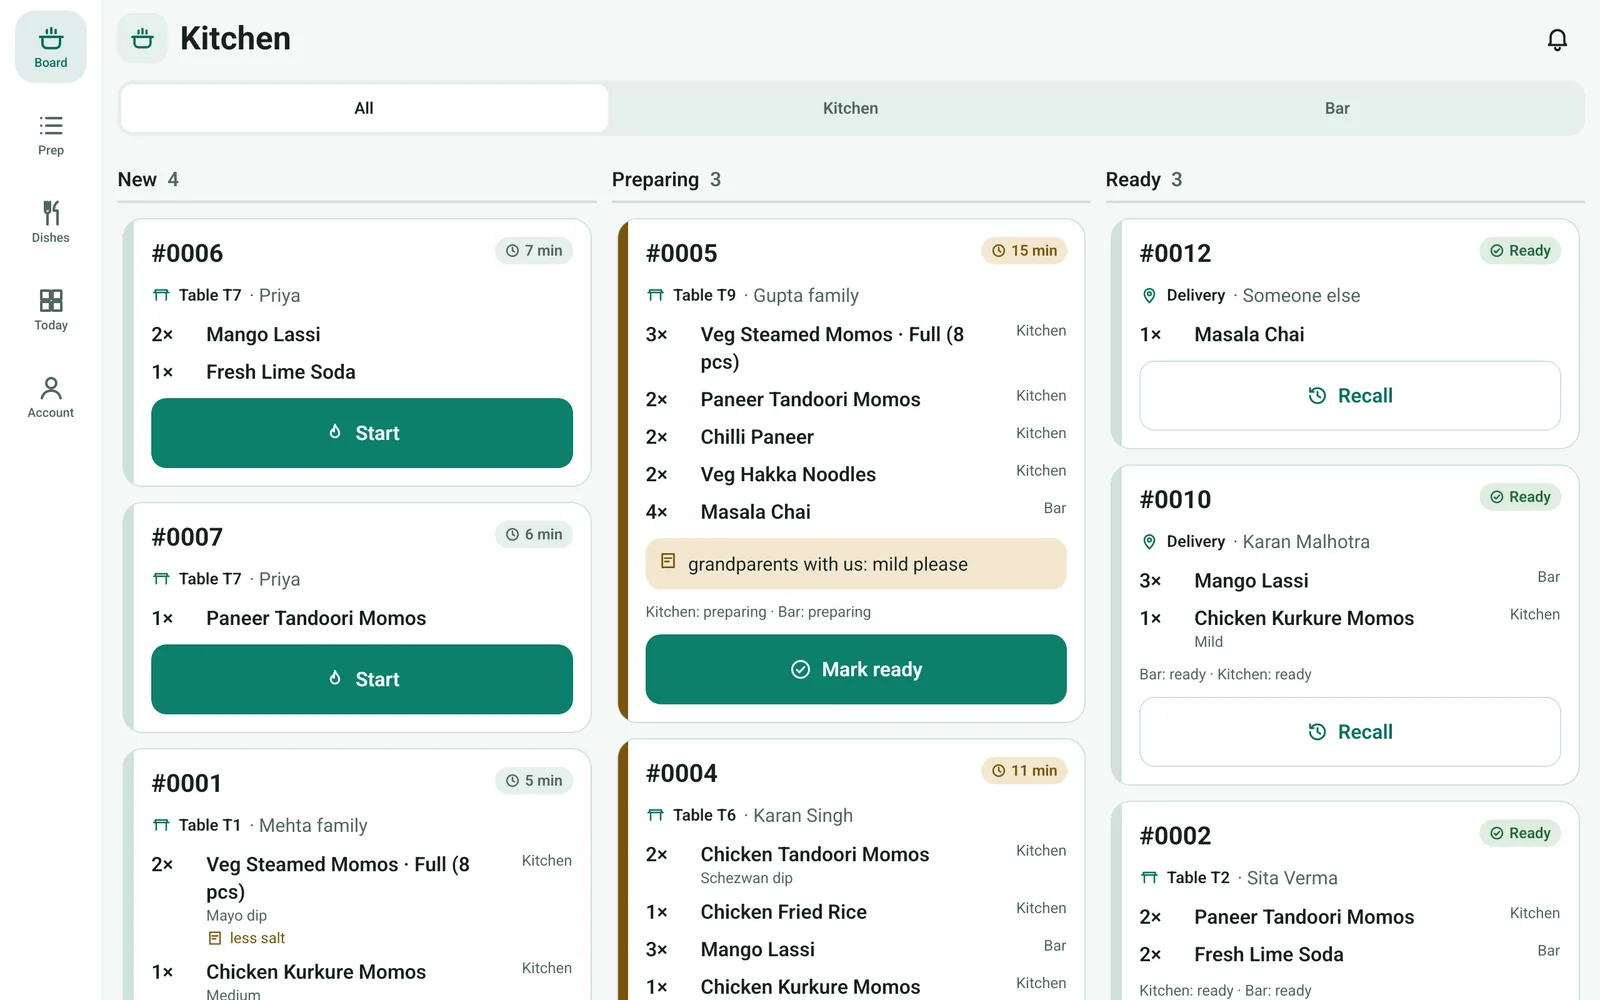 Board
Prep
Dishes
Today
Account
Kitchen
All
Kitchen
Bar
New 4
#0006
7 min
Table T7 · Priya
2× Mango Lassi
1× Fresh Lime Soda
Start
#0007
6 min
Table T7 · Priya
1× Paneer Tandoori Momos
Start
#0001
5 min
Table T1 · Mehta family
2× Veg Steamed Momos · Full (8 Kitchen
pcs)
Mayo dip
less salt
1× Chicken Kurkure Momos Kitchen
Medium
Preparing 3
#0005
15 min
Table T9 · Gupta family
3× Veg Steamed Momos · Full (8 Kitchen
pcs)
2× Paneer Tandoori Momos Kitchen
2× Chilli Paneer Kitchen
2× Veg Hakka Noodles Kitchen
4× Masala Chai Bar
grandparents with us: mild please
Kitchen: preparing · Bar: preparing
Mark ready
#0004
11 min
Table T6 · Karan Singh
2× Chicken Tandoori Momos Kitchen
Schezwan dip
1× Chicken Fried Rice Kitchen
3× Mango Lassi Bar
1× Chicken Kurkure Momos Kitchen
Ready 3
#0012
Ready
Delivery · Someone else
1× Masala Chai
Recall
#0010
Ready
Delivery · Karan Malhotra
3× Mango Lassi Bar
1× Chicken Kurkure Momos Kitchen
Mild
Bar: ready · Kitchen: ready
Recall
#0002
Ready
Table T2 · Sita Verma
2× Paneer Tandoori Momos Kitchen
2× Fresh Lime Soda Bar
Kitchen: ready · Bar: ready